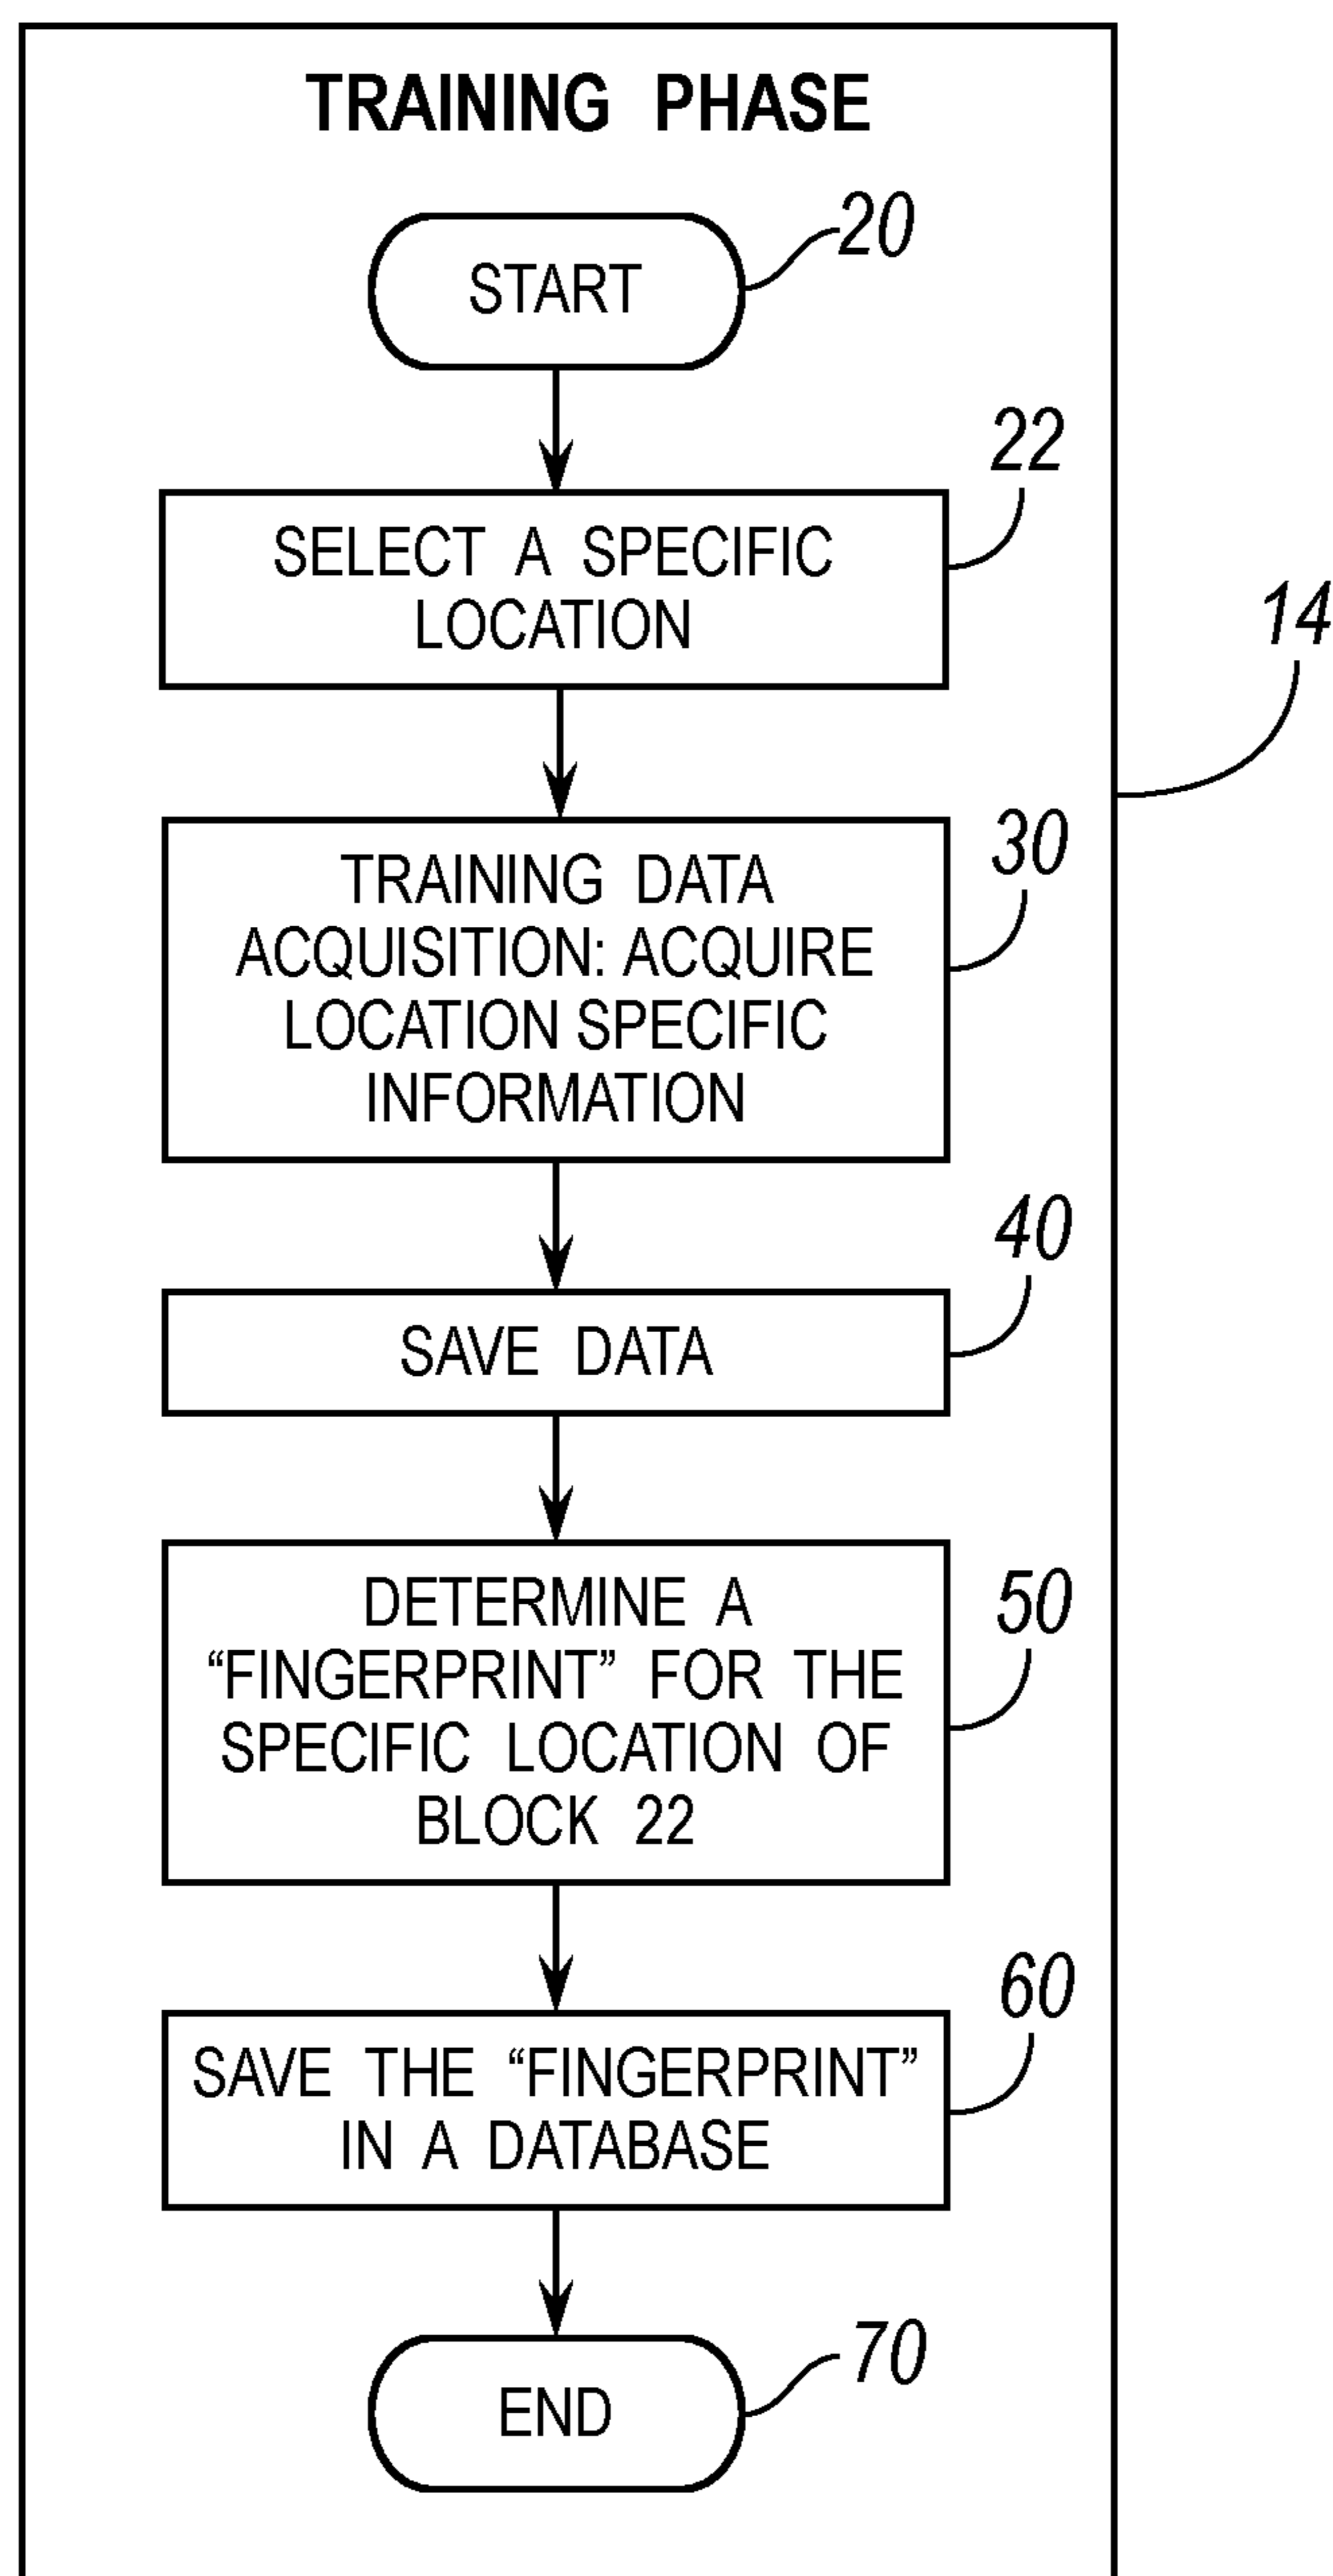 TRAINING PHASE
START
20
SELECT A SPECIFIC
LOCATION
22
14
TRAINING DATA
ACQUISITION: ACQUIRE
LOCATION SPECIFIC
INFORMATION
30
SAVE DATA
40
DETERMINE A
“FINGERPRINT” FOR THE
SPECIFIC LOCATION OF
BLOCK 22
50
SAVE THE “FINGERPRINT”
IN A DATABASE
60
END
70